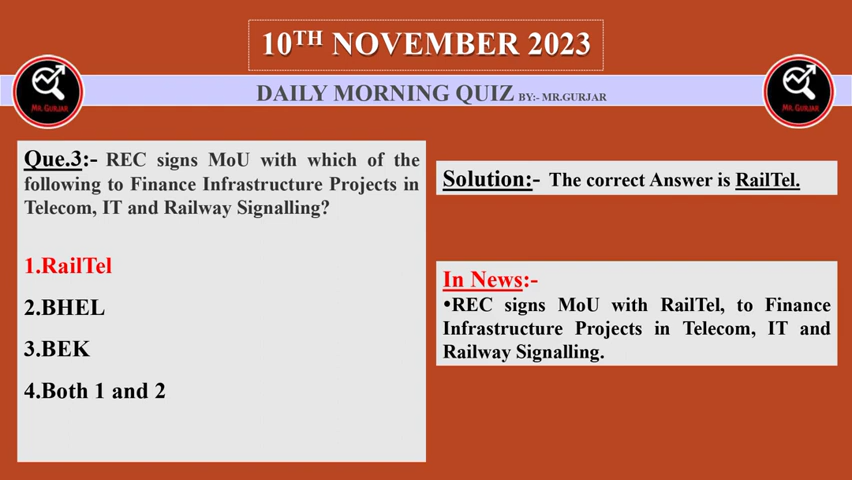 10TH NOVEMBER 2023
DAILY MORNING QUIZ BY:- MR.GURJAR
MR. GURJAR
MR. GURJAR
Que.3:- REC signs MoU with which of the
following to Finance Infrastructure Projects in
Telecom, IT and Railway Signalling?
1.RailTel
2.BHEL
3.BEK
4.Both 1 and 2
Solution:- The correct Answer is RailTel.
In News:-
•REC signs MoU with RailTel, to Finance
Infrastructure Projects in Telecom, IT and
Railway Signalling.